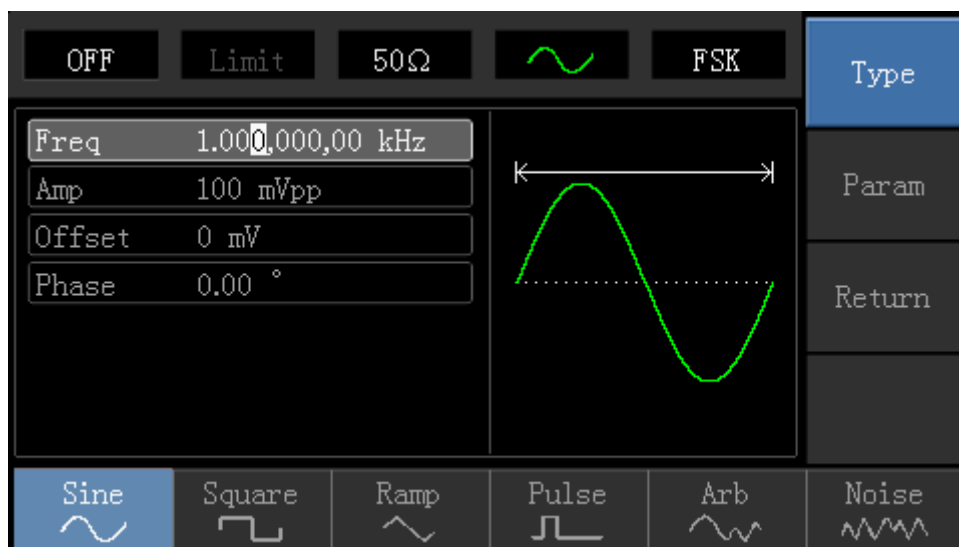 OFF Limit 50Ω FSK Type
Freq 1.000,000,00 kHz
Amp 100 mVpp Param
Offset 0 mV
Phase 0.00 ° Return
Sine Square Ramp Pulse Arb Noise